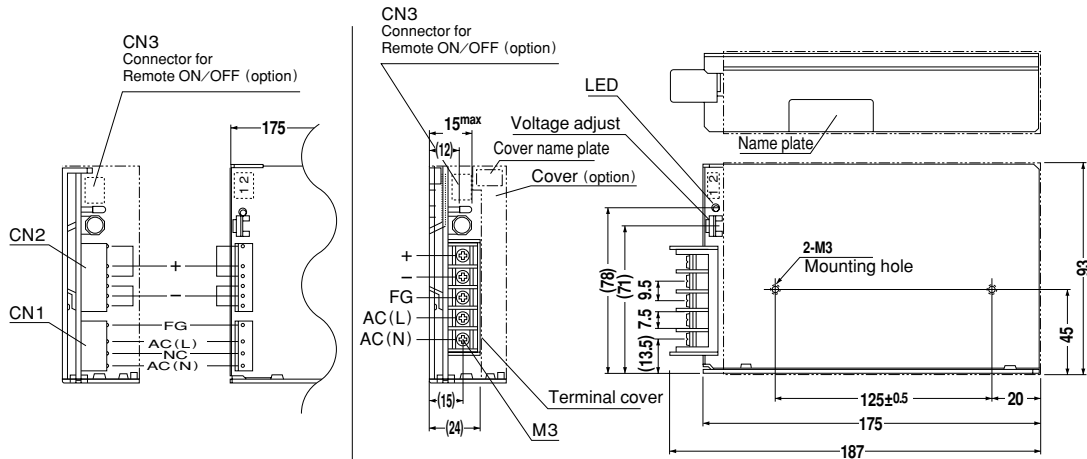 CN3
Connector for
Remote ON/OFF (option)
175
1 2
CN2
+
−
CN1
FG
AC(L)
NC
AC(N)
CN3
Connector for
Remote ON/OFF (option)
15max
(12)
Cover name plate
Cover (option)
+
−
FG
AC(L)
AC(N)
(15)
(24)
Terminal cover
M3
LED
Voltage adjust
Name plate
1 2
2-M3
Mounting hole
(78)
(71)
9.5
7.5
(13.5)
93
45
125±0.5
20
175
187